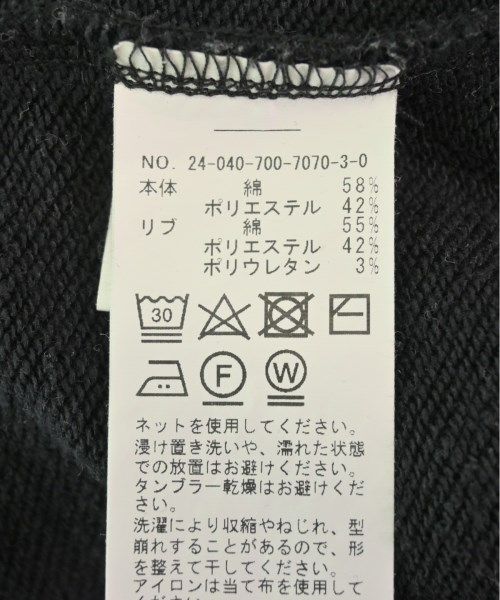 NO. 24-040-700-7070-3-0
本体 綿 58%
ポリエステル 42%
リブ 綿 55%
ポリエステル 42%
ポリウレタン 3%
30
F W
ネットを使用してください。
浸け置き洗いや、濡れた状態
での放置はお避けください。
タンブラー乾燥はお避けくだ
さい。
洗濯により収縮やねじれ、型
崩れすることがあるので、形
を整えて干してください。
アイロンは当て布を使用して
ください